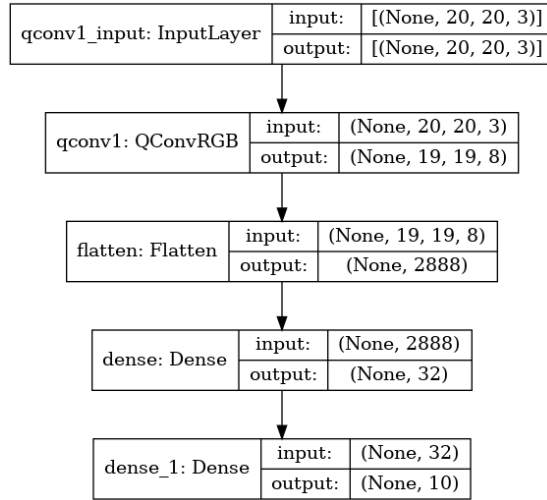 qconv1_input: InputLayer
input: [(None, 20, 20, 3)]
output: [(None, 20, 20, 3)]
qconv1: QConvRGB
input: (None, 20, 20, 3)
output: (None, 19, 19, 8)
flatten: Flatten
input: (None, 19, 19, 8)
output: (None, 2888)
dense: Dense
input: (None, 2888)
output: (None, 32)
dense_1: Dense
input: (None, 32)
output: (None, 10)